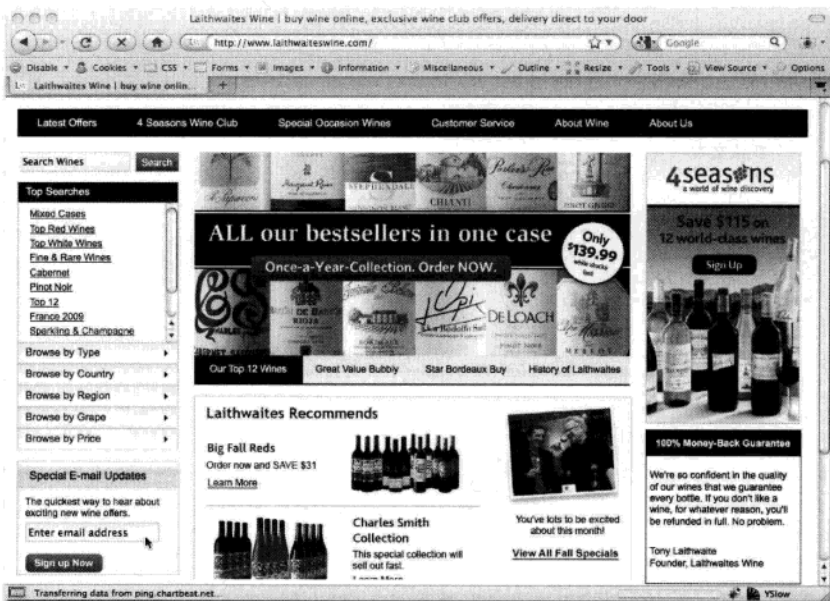 Laithwaites Wine | buy wine online, exclusive wine club offers, delivery direct to your door
http://www.laithwaiteswine.com/
Google
Disable Cookies CSS Forms Images Information Miscellaneous Outline Resize Tools View Source Options
Laithwaites Wine | buy wine onlin...
Latest Offers 4 Seasons Wine Club Special Occasion Wines Customer Service About Wine About Us
Search Wines Search
Top Searches
Mixed Cases
Top Red Wines
Top White Wines
Fine & Rare Wines
Cabernet
Pinot Noir
Top 12
France 2009
Sparkling & Champagne
Browse by Type
Browse by Country
Browse by Region
Browse by Grape
Browse by Price
Special E-mail Updates
The quickest way to hear about
exciting new wine offers.
Enter email address
Sign up Now
STEPHENDALE
CHIANTI
PINOT GRIGIO
ALL our bestsellers in one case
Only
$139.99
while stocks
last
Once-a-Year-Collection. Order NOW.
RIOJA
DELOACH
MERLOT
Our Top 12 Wines Great Value Bubbly Star Bordeaux Buy History of Laithwaites
Laithwaites Recommends
Big Fall Reds
Order now and SAVE $31
Learn More
Charles Smith
Collection
This special collection will
sell out fast.
Learn More
You've lots to be excited
about this month!
View All Fall Specials
4seasons
a world of wine discovery
Save $115 on
12 world-class wines
Sign Up
100% Money-Back Guarantee
We're so confident in the quality
of our wines that we guarantee
every bottle. If you don't like a
wine, for whatever reason, you'll
be refunded in full. No problem.
Tony Laithwaite
Founder, Laithwaites Wine
Transferring data from ping.chartbeat.net...
YSlow